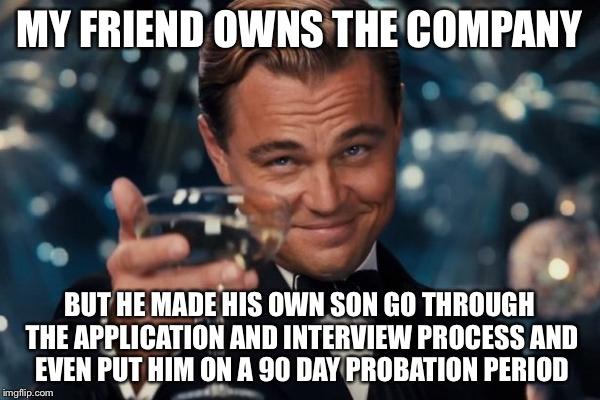 MY FRIEND OWNS THE COMPANY
BUT HE MADE HIS OWN SON GO THROUGH
THE APPLICATION AND INTERVIEW PROCESS AND
EVEN PUT HIM ON A 90 DAY PROBATION PERIOD
imgflip.com